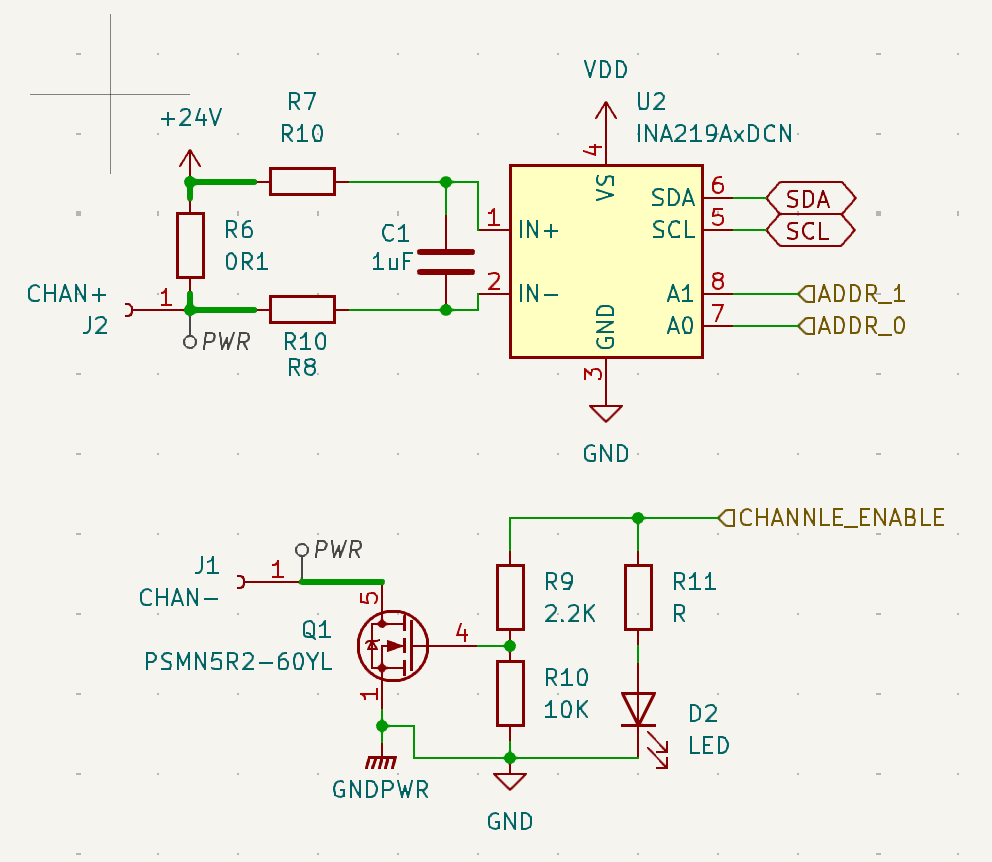 VDD
R7
R10
U2
INA219AxDCN
+24V
4
VS
R6
0R1
C1
1uF
1
IN+
SDA
6
SDA
SCL
5
SCL
CHAN+
J2
1
2
IN-
A1
8
ADDR_1
A0
7
ADDR_0
PWR
R10
R8
GND
3
GND
CHANNLE_ENABLE
PWR
J1
1
CHAN-
5
R9
2.2K
R11
R
Q1
PSMN5R2-60YL
4
1
R10
10K
D2
LED
GNDPWR
GND